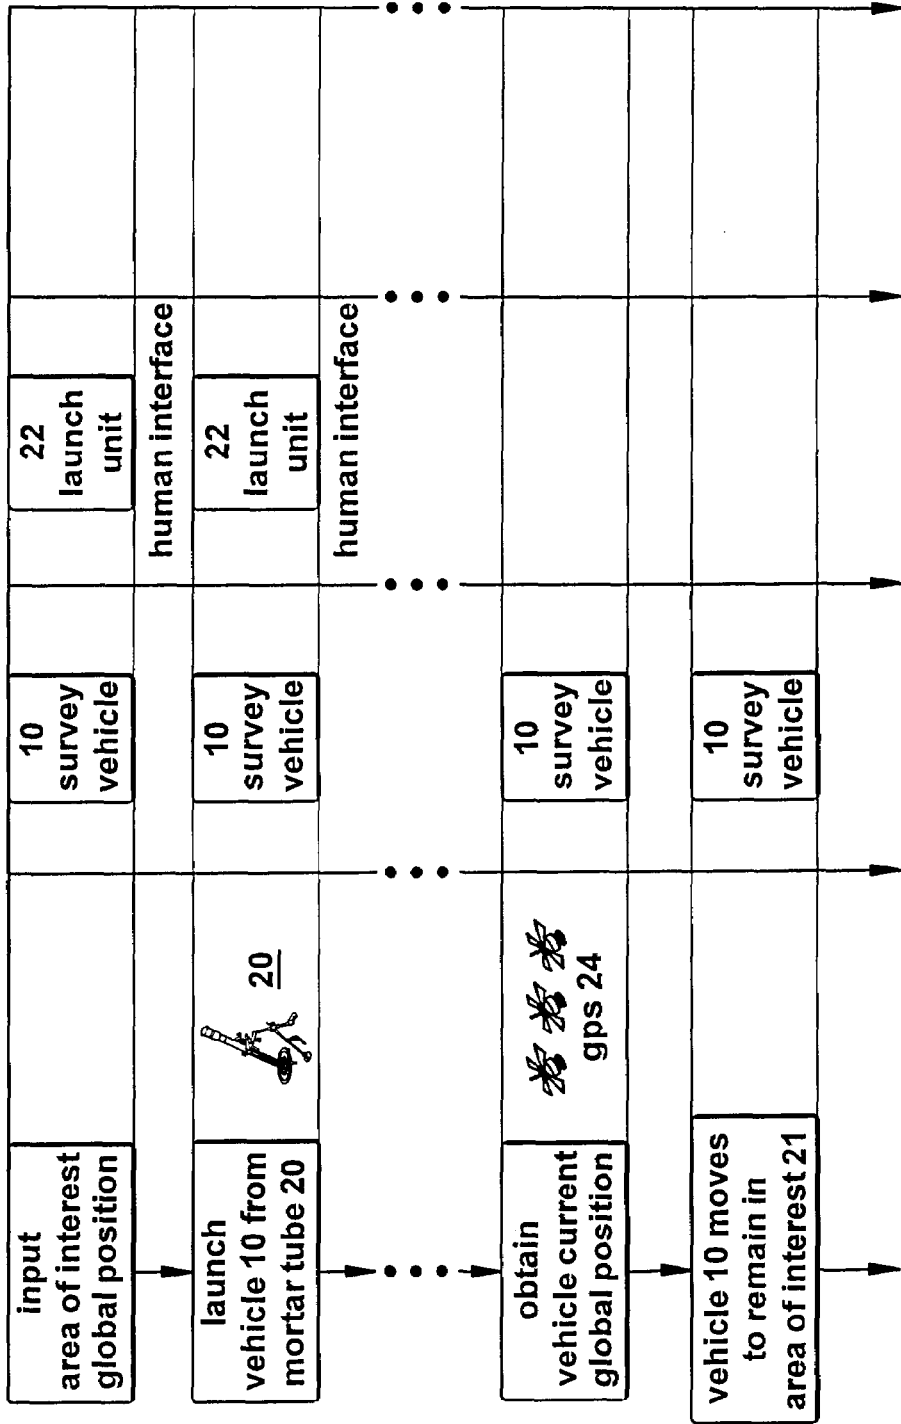 input
area of interest
global position
10
survey
vehicle
22
launch
unit
human interface
launch
vehicle 10 from
mortar tube 20
20
10
survey
vehicle
22
launch
unit
human interface
obtain
vehicle current
global position
gps 24
10
survey
vehicle
vehicle 10 moves
to remain in
area of interest 21
10
survey
vehicle